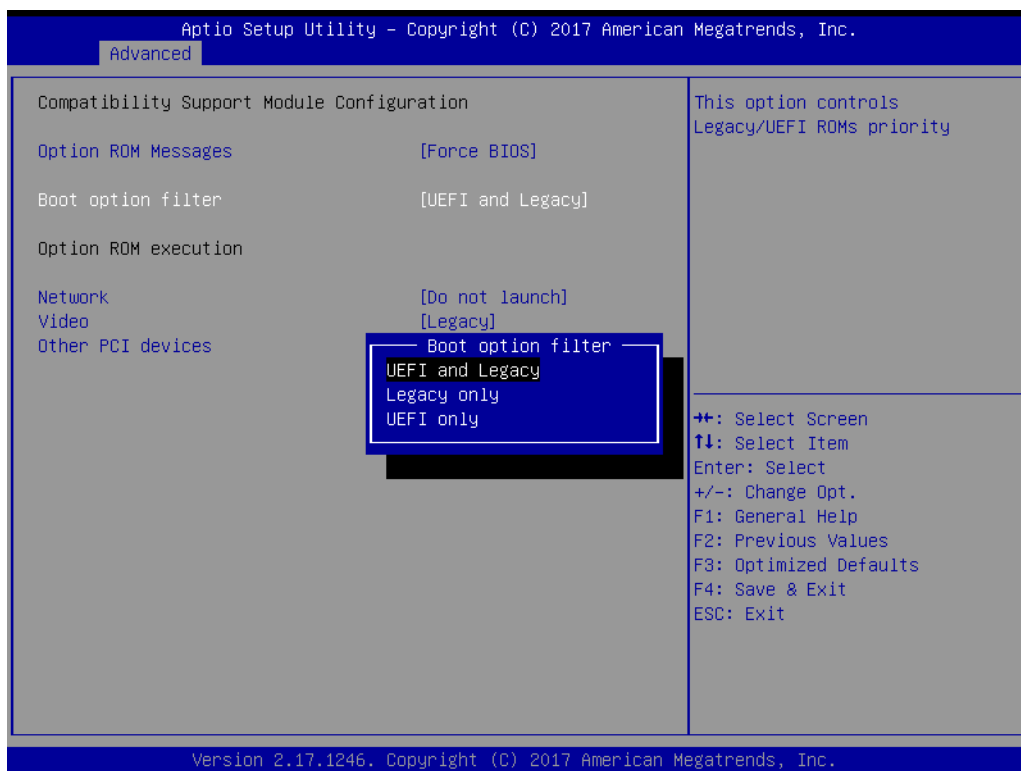 Aptio Setup Utility – Copyright (C) 2017 American Megatrends, Inc.
Advanced
Compatibility Support Module Configuration
Option ROM Messages [Force BIOS]
Boot option filter [UEFI and Legacy]
Option ROM execution
Network [Do not launch]
Video [Legacy]
Other PCI devices
Boot option filter
UEFI and Legacy
Legacy only
UEFI only
This option controls
Legacy/UEFI ROMs priority
→←: Select Screen
↑↓: Select Item
Enter: Select
+/-: Change Opt.
F1: General Help
F2: Previous Values
F3: Optimized Defaults
F4: Save & Exit
ESC: Exit
Version 2.17.1246. Copyright (C) 2017 American Megatrends, Inc.